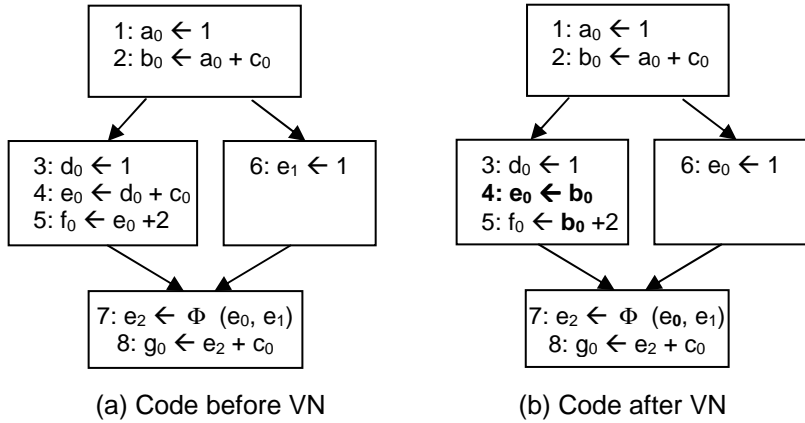 1: a₀ ← 1
2: b₀ ← a₀ + c₀
3: d₀ ← 1
4: e₀ ← d₀ + c₀
5: f₀ ← e₀ +2
6: e₁ ← 1
7: e₂ ← Φ (e₀, e₁)
8: g₀ ← e₂ + c₀
(a) Code before VN
1: a₀ ← 1
2: b₀ ← a₀ + c₀
3: d₀ ← 1
4: e₀ ← b₀
5: f₀ ← b₀ +2
6: e₀ ← 1
7: e₂ ← Φ (e₀, e₁)
8: g₀ ← e₂ + c₀
(b) Code after VN